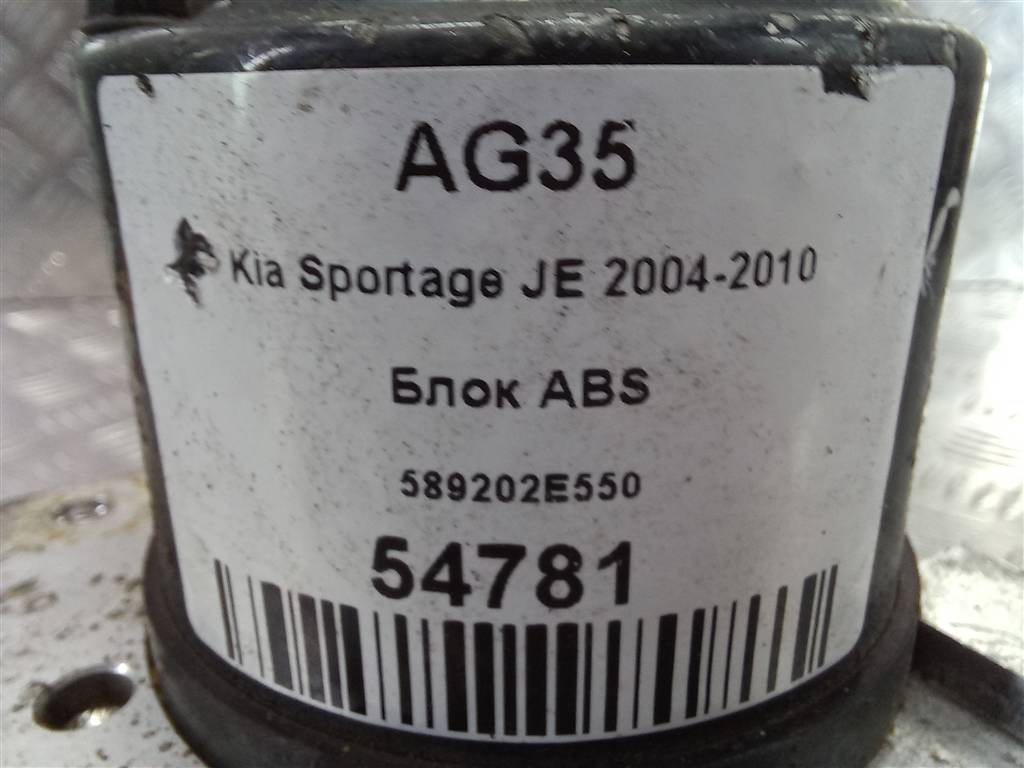 AG35
Kia Sportage JE 2004-2010
Блок ABS
589202E550
54781